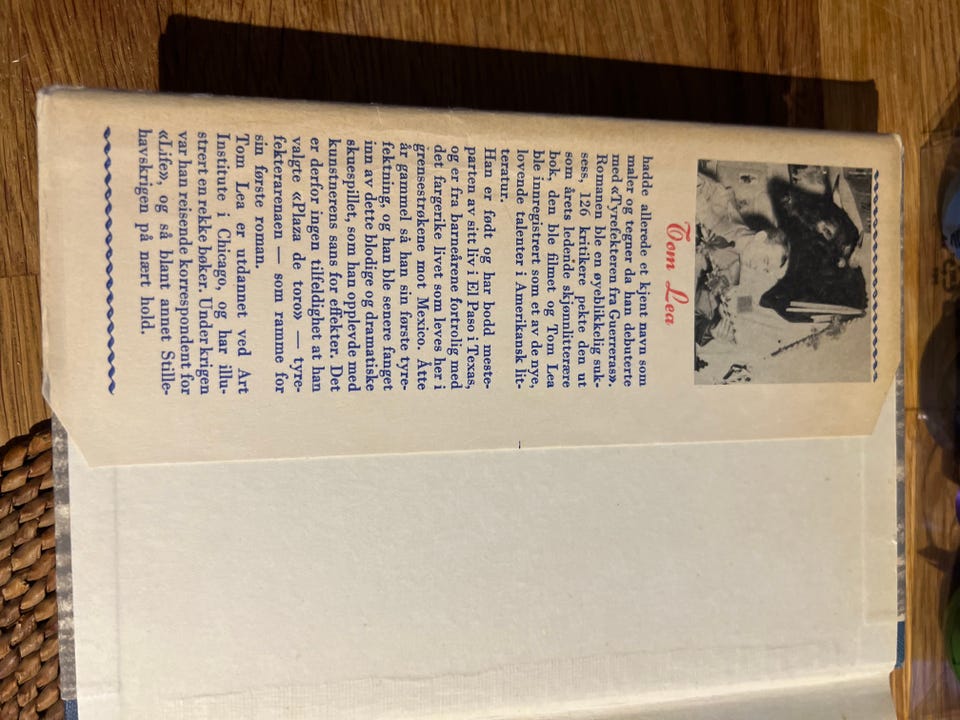 Tom Lea
hadde allerede et kjent navn som
maler og tegner da han debuterte
med «Tyrefekteren fra Guerreras».
Romanen ble en øyeblikkelig suk-
sess, 126 kritikere pekte den ut
som årets ledende skjønnlitterære
bok, den ble filmet og Tom Lea
ble innregistrert som et av de nye,
lovende talenter i Amerikansk lit-
teratur.
Han er født og har bodd meste-
parten av sitt liv i El Paso i Texas,
og er fra barneårene fortrolig med
det fargerike livet som leves her i
grensestrøkene mot Mexico. Åtte
år gammel så han sin første tyre-
fektning, og han ble senere fanget
inn av dette blodige og dramatiske
skuespillet, som han opplevde med
kunstnerens sans for effekter. Det
er derfor ingen tilfeldighet at han
valgte «Plaza de toro» — tyre-
fekterarenaen — som ramme for
sin første roman.
Tom Lea er utdannet ved Art
Institute i Chicago, og har illu-
strert en rekke bøker. Under krigen
var han reisende korrespondent for
«Life», og så blant annet Stille-
havskrigen på nært hold.